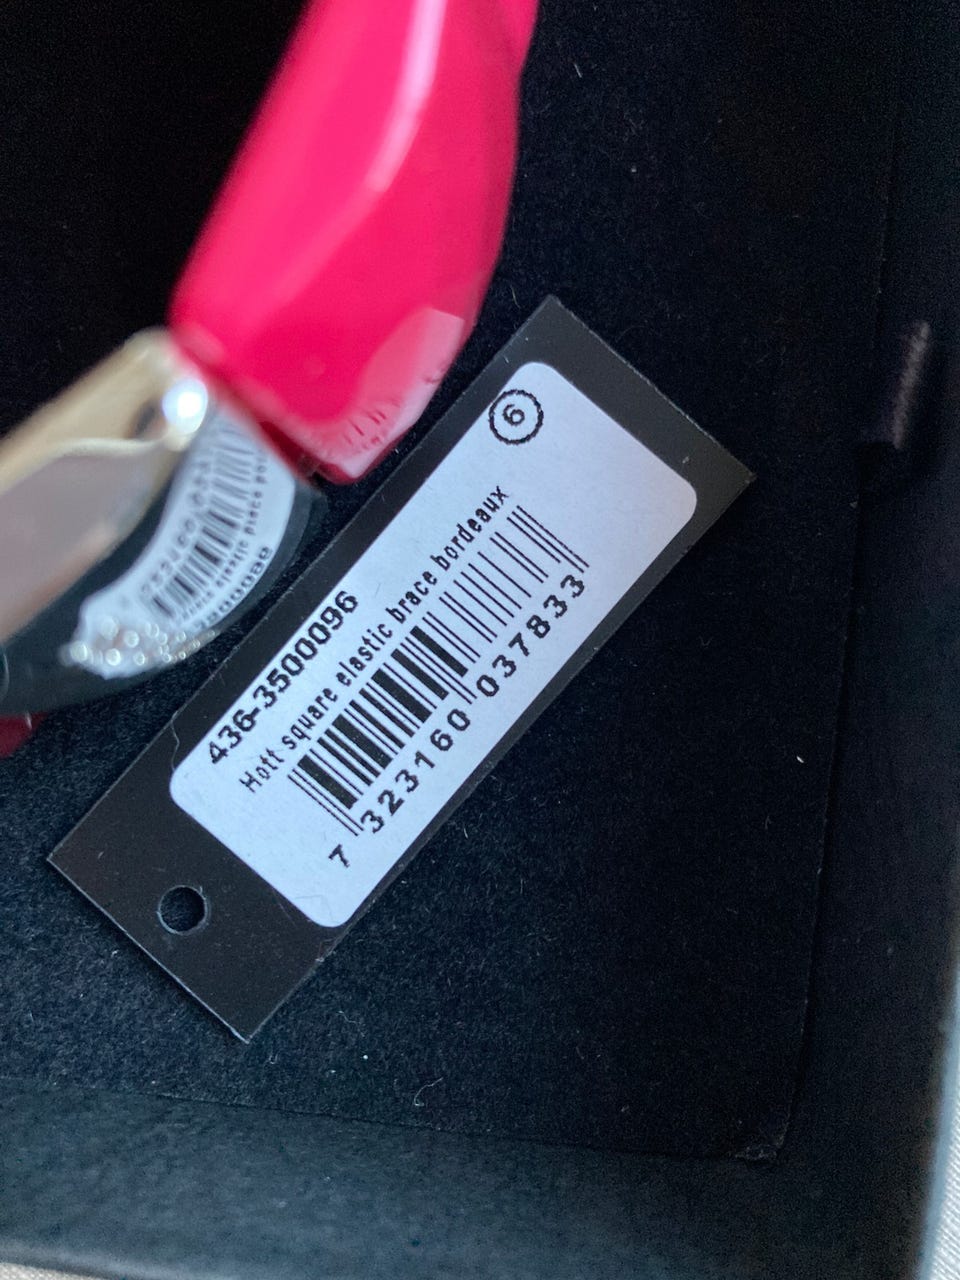 6
436-3500096
Hott square elastic brace bordeaux
7 323160 037833